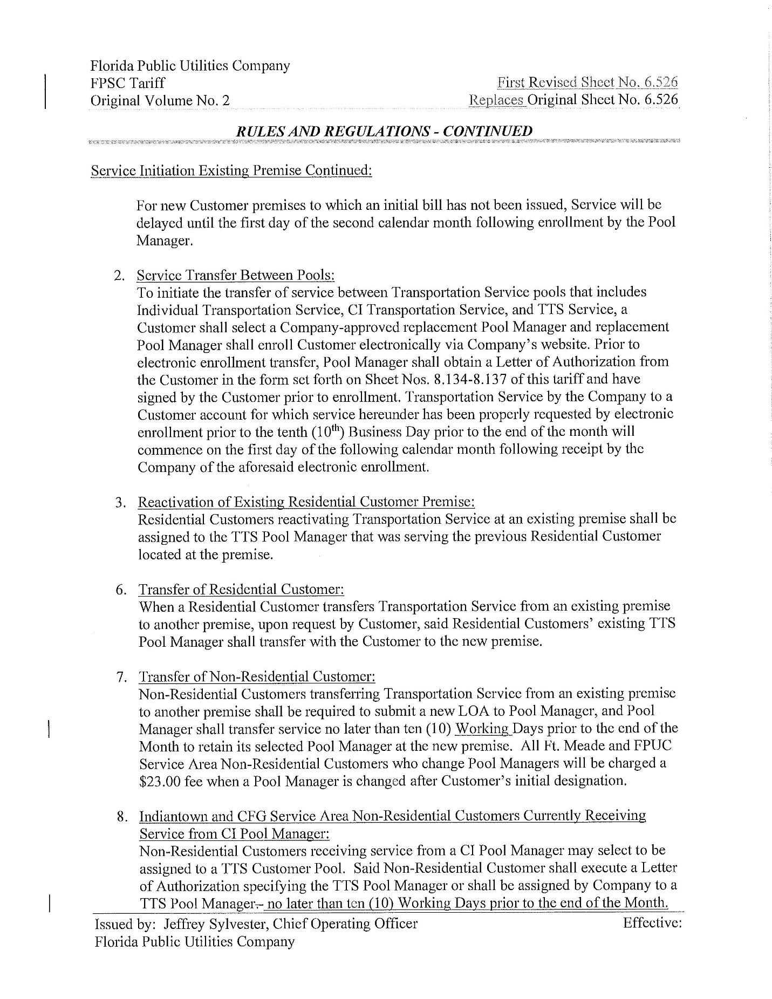 Florida Public Utilities Company
FPSC Tariff
First Revised Sheet No. 6.526
Original Volume No. 2
Replaces Original Sheet No. 6.526
RULES AND REGULATIONS - CONTINUED
Service Initiation Existing Premise Continued:
For new Customer premises to which an initial bill has not been issued, Service will be
delayed until the first day of the second calendar month following enrollment by the Pool
Manager.
2. Service Transfer Between Pools:
To initiate the transfer of service between Transportation Service pools that includes
Individual Transportation Service, CI Transportation Service, and TTS Service, a
Customer shall select a Company-approved replacement Pool Manager and replacement
Pool Manager shall enroll Customer electronically via Company's website. Prior to
electronic enrollment transfer, Pool Manager shall obtain a Letter of Authorization from
the Customer in the form set forth on Sheet Nos. 8.134-8.137 of this tariff and have
signed by the Customer prior to enrollment. Transportation Service by the Company to a
Customer account for which service hereunder has been properly requested by electronic
enrollment prior to the tenth (10th) Business Day prior to the end of the month will
commence on the first day of the following calendar month following receipt by the
Company of the aforesaid electronic enrollment.
3. Reactivation of Existing Residential Customer Premise:
Residential Customers reactivating Transportation Service at an existing premise shall be
assigned to the TTS Pool Manager that was serving the previous Residential Customer
located at the premise.
6. Transfer of Residential Customer:
When a Residential Customer transfers Transportation Service from an existing premise
to another premise, upon request by Customer, said Residential Customers' existing TTS
Pool Manager shall transfer with the Customer to the new premise.
7. Transfer of Non-Residential Customer:
Non-Residential Customers transferring Transportation Service from an existing premise
to another premise shall be required to submit a new LOA to Pool Manager, and Pool
Manager shall transfer service no later than ten (10) Working Days prior to the end of the
Month to retain its selected Pool Manager at the new premise. All Ft. Meade and FPUC
Service Area Non-Residential Customers who change Pool Managers will be charged a
$23.00 fee when a Pool Manager is changed after Customer's initial designation.
8. Indiantown and CFG Service Area Non-Residential Customers Currently Receiving
Service from CI Pool Manager:
Non-Residential Customers receiving service from a CI Pool Manager may select to be
assigned to a TTS Customer Pool. Said Non-Residential Customer shall execute a Letter
of Authorization specifying the TTS Pool Manager or shall be assigned by Company to a
TTS Pool Manager. no later than ten (10) Working Days prior to the end of the Month.
Issued by: Jeffrey Sylvester, Chief Operating Officer
Effective:
Florida Public Utilities Company